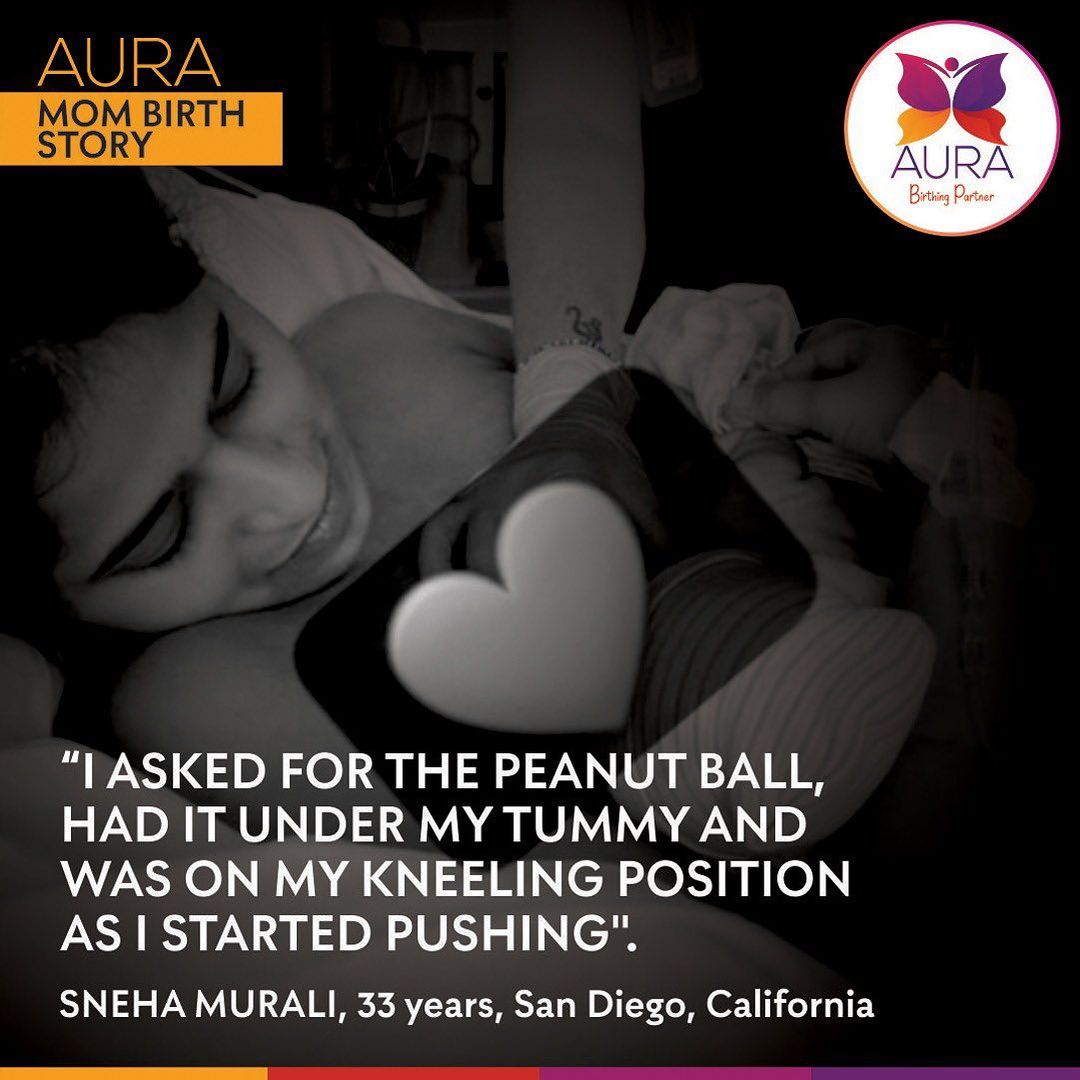 AURA
MOM BIRTH
STORY
AURA
Birthing Partner
“I ASKED FOR THE PEANUT BALL,
HAD IT UNDER MY TUMMY AND
WAS ON MY KNEELING POSITION
AS I STARTED PUSHING".
SNEHA MURALI, 33 years, San Diego, California